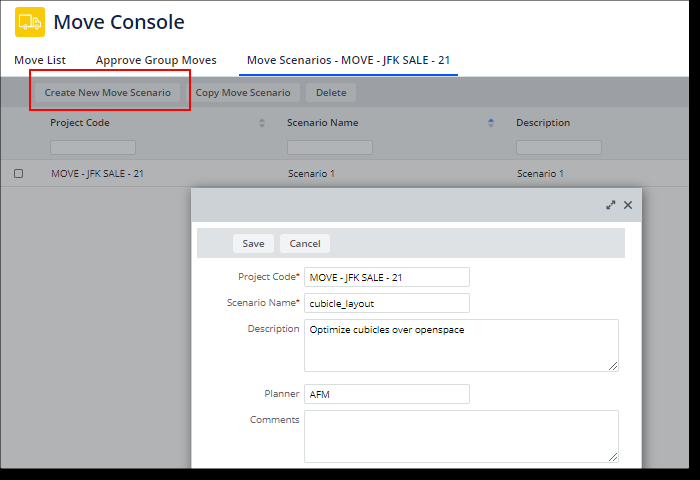 Move Console
Move List Approve Group Moves Move Scenarios - MOVE - JFK SALE - 21
Create New Move Scenario Copy Move Scenario Delete
Project Code Scenario Name Description
MOVE - JFK SALE - 21 Scenario 1 Scenario 1
Save Cancel
Project Code* MOVE - JFK SALE - 21
Scenario Name* cubicle_layout
Description Optimize cubicles over openspace
Planner AFM
Comments